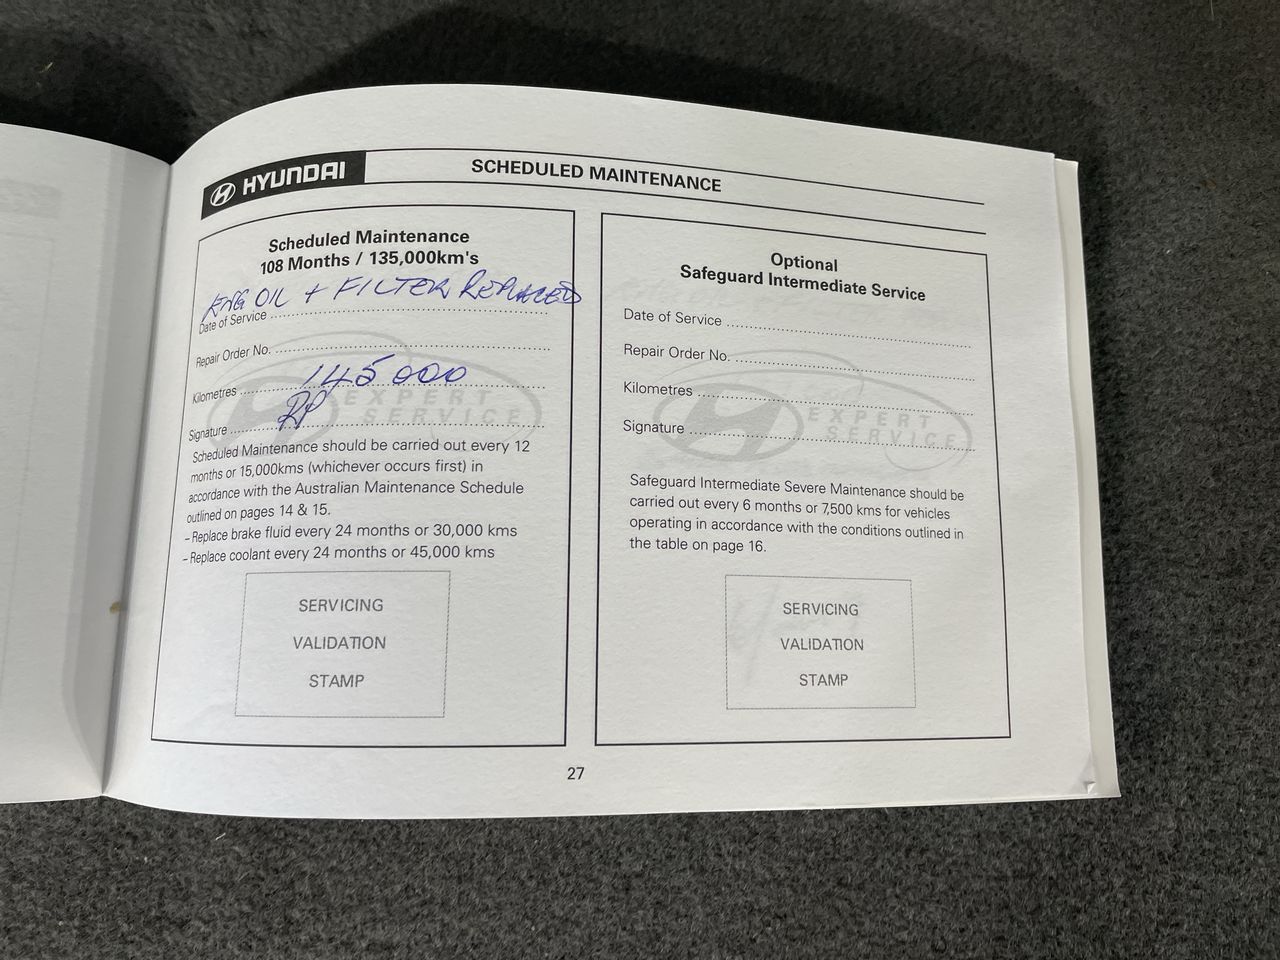 HYUNDAI
SCHEDULED MAINTENANCE
Scheduled Maintenance
108 Months / 135,000km's
ENG OIL + FILTER REPLACED
Date of Service
Repair Order No.
Kilometres 145000
Signature RP
EXPERT
SERVICE
Scheduled Maintenance should be carried out every 12
months or 15,000kms (whichever occurs first) in
accordance with the Australian Maintenance Schedule
outlined on pages 14 & 15.
– Replace brake fluid every 24 months or 30,000 kms
– Replace coolant every 24 months or 45,000 kms
SERVICING
VALIDATION
STAMP
Optional
Safeguard Intermediate Service
Date of Service
Repair Order No.
Kilometres
Signature
EXPERT
SERVICE
Safeguard Intermediate Severe Maintenance should be
carried out every 6 months or 7,500 kms for vehicles
operating in accordance with the conditions outlined in
the table on page 16.
SERVICING
VALIDATION
STAMP
27